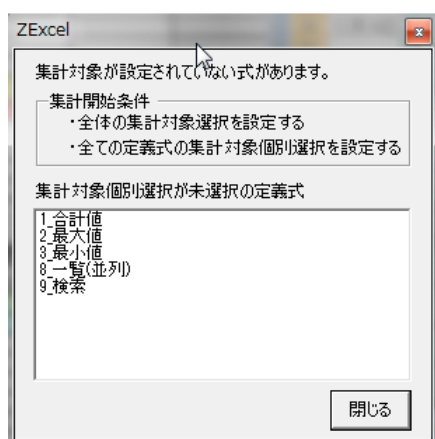 ZExcel
集計対象が設定されていない式があります。
集計開始条件
・全体の集計対象選択を設定する
・全ての定義式の集計対象個別選択を設定する
集計対象個別選択が未選択の定義式
1_合計値
2_最大値
3_最小値
8_一覧(並列)
9_検索
閉じる